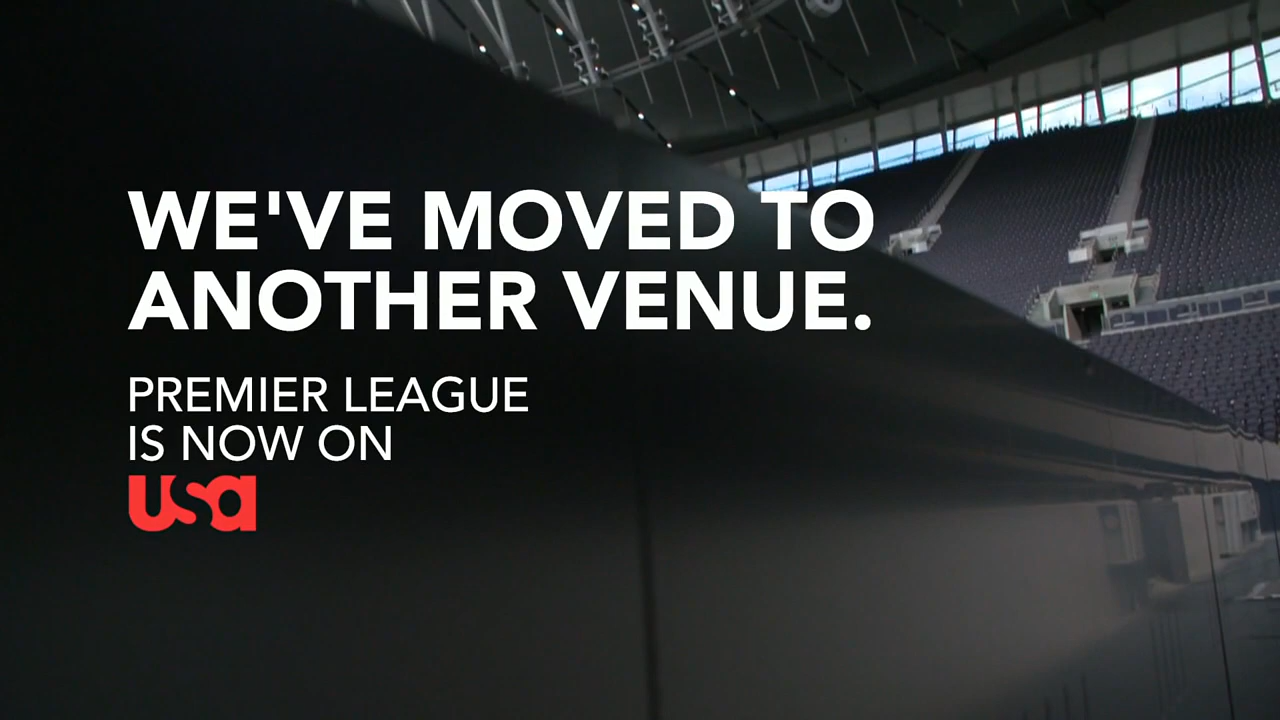 WE'VE MOVED TO
ANOTHER VENUE.
PREMIER LEAGUE
IS NOW ON
usa